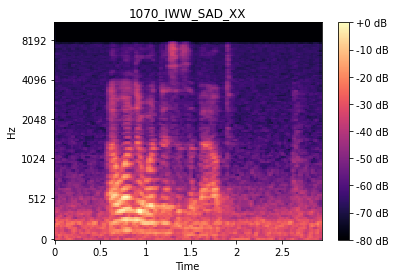 1070_IWW_SAD_XX
+0 dB
8192
-10 dB
4096
-20 dB
-30 dB
2048
Hz
-40 dB
1024
-50 dB
512
-60 dB
-70 dB
0
-80 dB
0 0.5 1 1.5 2 2.5
Time